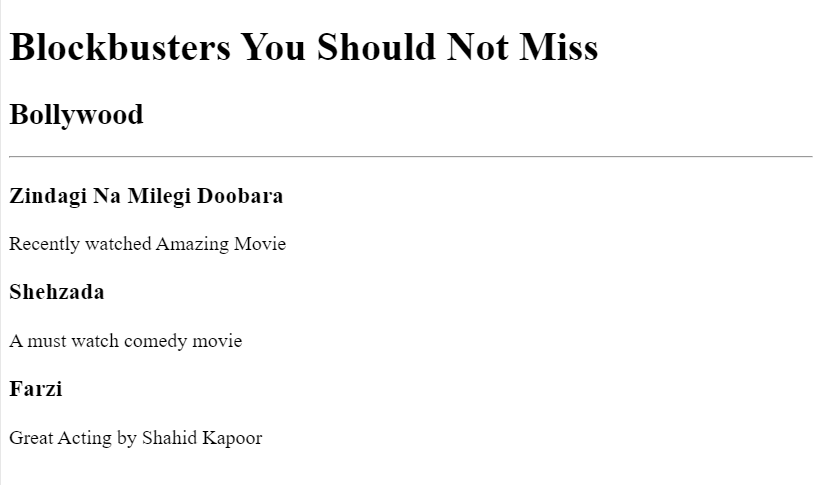 Blockbusters You Should Not Miss
Bollywood
Zindagi Na Milegi Doobara
Recently watched Amazing Movie
Shehzada
A must watch comedy movie
Farzi
Great Acting by Shahid Kapoor